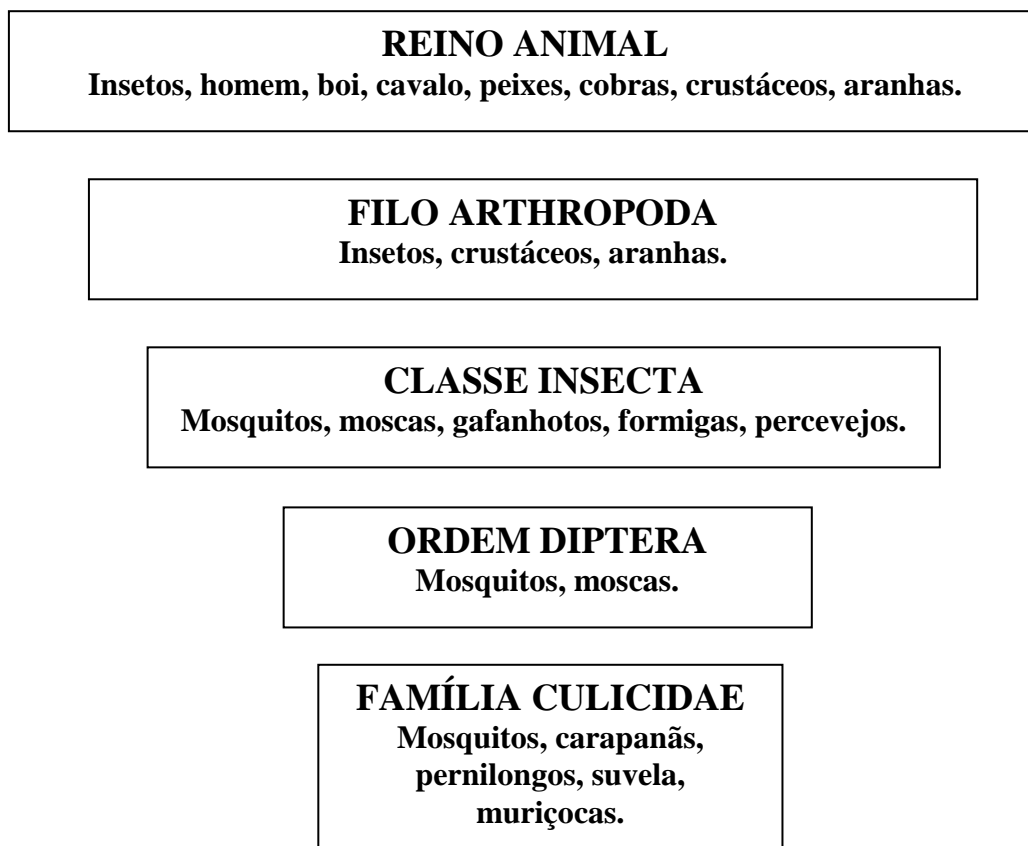 REINO ANIMAL
Insetos, homem, boi, cavalo, peixes, cobras, crustáceos, aranhas.
FILO ARTHROPODA
Insetos, crustáceos, aranhas.
CLASSE INSECTA
Mosquitos, moscas, gafanhotos, formigas, percevejos.
ORDEM DIPTERA
Mosquitos, moscas.
FAMÍLIA CULICIDAE
Mosquitos, carapanãs,
pernilongos, suvela,
muriçocas.